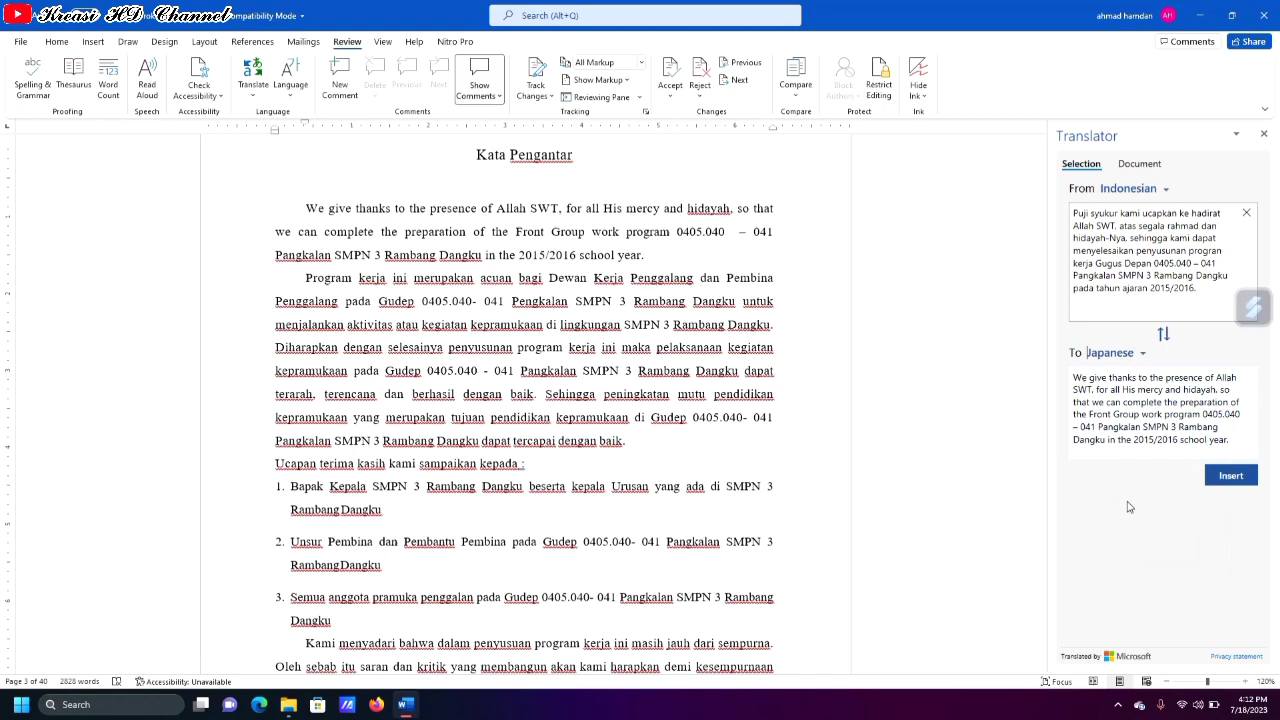 Kreasi HD Channel
Compatibility Mode
Search (Alt+Q)
ahmad hamdan AH
File Home Insert Draw Design Layout References Mailings Review View Help Nitro Pro
Comments Share
Spelling & Grammar
Thesaurus
Word Count
Read Aloud
Check Accessibility
Translate
Language
New Comment
Delete
Previous
Next
Show Comments
Track Changes
All Markup
Show Markup
Reviewing Pane
Accept
Reject
Previous
Next
Compare
Block Authors
Restrict Editing
Hide Ink
Proofing Speech Accessibility Language Comments Tracking Changes Compare Protect Ink
1 2 3 4 5 6
Kata Pengantar
We give thanks to the presence of Allah SWT, for all His mercy and hidayah, so that
we can complete the preparation of the Front Group work program 0405.040 – 041
Pangkalan SMPN 3 Rambang Dangku in the 2015/2016 school year.
Program kerja ini merupakan acuan bagi Dewan Kerja Penggalang dan Pembina
Penggalang pada Gudep 0405.040- 041 Pengkalan SMPN 3 Rambang Dangku untuk
menjalankan aktivitas atau kegiatan kepramukaan di lingkungan SMPN 3 Rambang Dangku.
Diharapkan dengan selesainya penyusunan program kerja ini maka pelaksanaan kegiatan
kepramukaan pada Gudep 0405.040 - 041 Pangkalan SMPN 3 Rambang Dangku dapat
terarah, terencana dan berhasil dengan baik. Sehingga peningkatan mutu pendidikan
kepramukaan yang merupakan tujuan pendidikan kepramukaan di Gudep 0405.040- 041
Pangkalan SMPN 3 Rambang Dangku dapat tercapai dengan baik.
Ucapan terima kasih kami sampaikan kepada :
1. Bapak Kepala SMPN 3 Rambang Dangku beserta kepala Urusan yang ada di SMPN 3
Rambang Dangku
2. Unsur Pembina dan Pembantu Pembina pada Gudep 0405.040- 041 Pangkalan SMPN 3
Rambang Dangku
3. Semua anggota pramuka penggalan pada Gudep 0405.040- 041 Pangkalan SMPN 3 Rambang
Dangku
Kami menyadari bahwa dalam penyusuan program kerja ini masih jauh dari sempurna.
Oleh sebab itu saran dan kritik yang membangun akan kami harapkan demi kesempurnaan
Translator
Selection Document
From Indonesian
Puji syukur kami ucapkan ke hadirat
Allah SWT, atas segala rahmad dan
hidayah-Nya, sehingga kami dapat
menyelesaikan penyusunan program
kerja Gugus Depan 0405.040 – 041
Pangkalan SMPN 3 Rambang Dangku
pada tahun ajaran 2015/2016.
To Japanese
We give thanks to the presence of Allah
SWT, for all His mercy and hidayah, so
that we can complete the preparation of
the Front Group work program 0405.040
– 041 Pangkalan SMPN 3 Rambang
Dangku in the 2015/2016 school year.
Insert
Translated by Microsoft Privacy statement
Page 3 of 40 2828 words Accessibility: Unavailable Focus 120%
Search
4:12 PM
7/18/2023